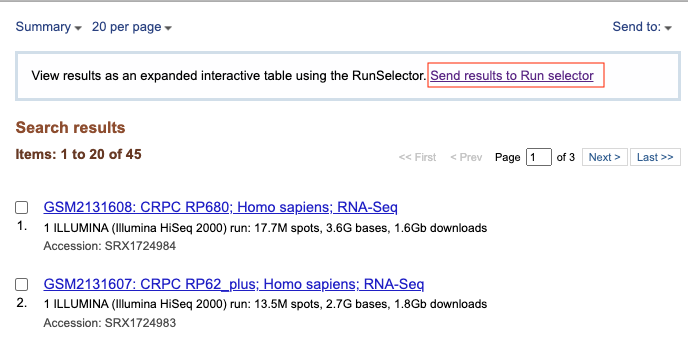 Summary 20 per page Send to:
View results as an expanded interactive table using the RunSelector. Send results to Run selector
Search results
Items: 1 to 20 of 45
<< First < Prev Page 1 of 3 Next > Last >>
GSM2131608: CRPC RP680; Homo sapiens; RNA-Seq
1. 1 ILLUMINA (Illumina HiSeq 2000) run: 17.7M spots, 3.6G bases, 1.6Gb downloads
Accession: SRX1724984
GSM2131607: CRPC RP62_plus; Homo sapiens; RNA-Seq
2. 1 ILLUMINA (Illumina HiSeq 2000) run: 13.5M spots, 2.7G bases, 1.8Gb downloads
Accession: SRX1724983